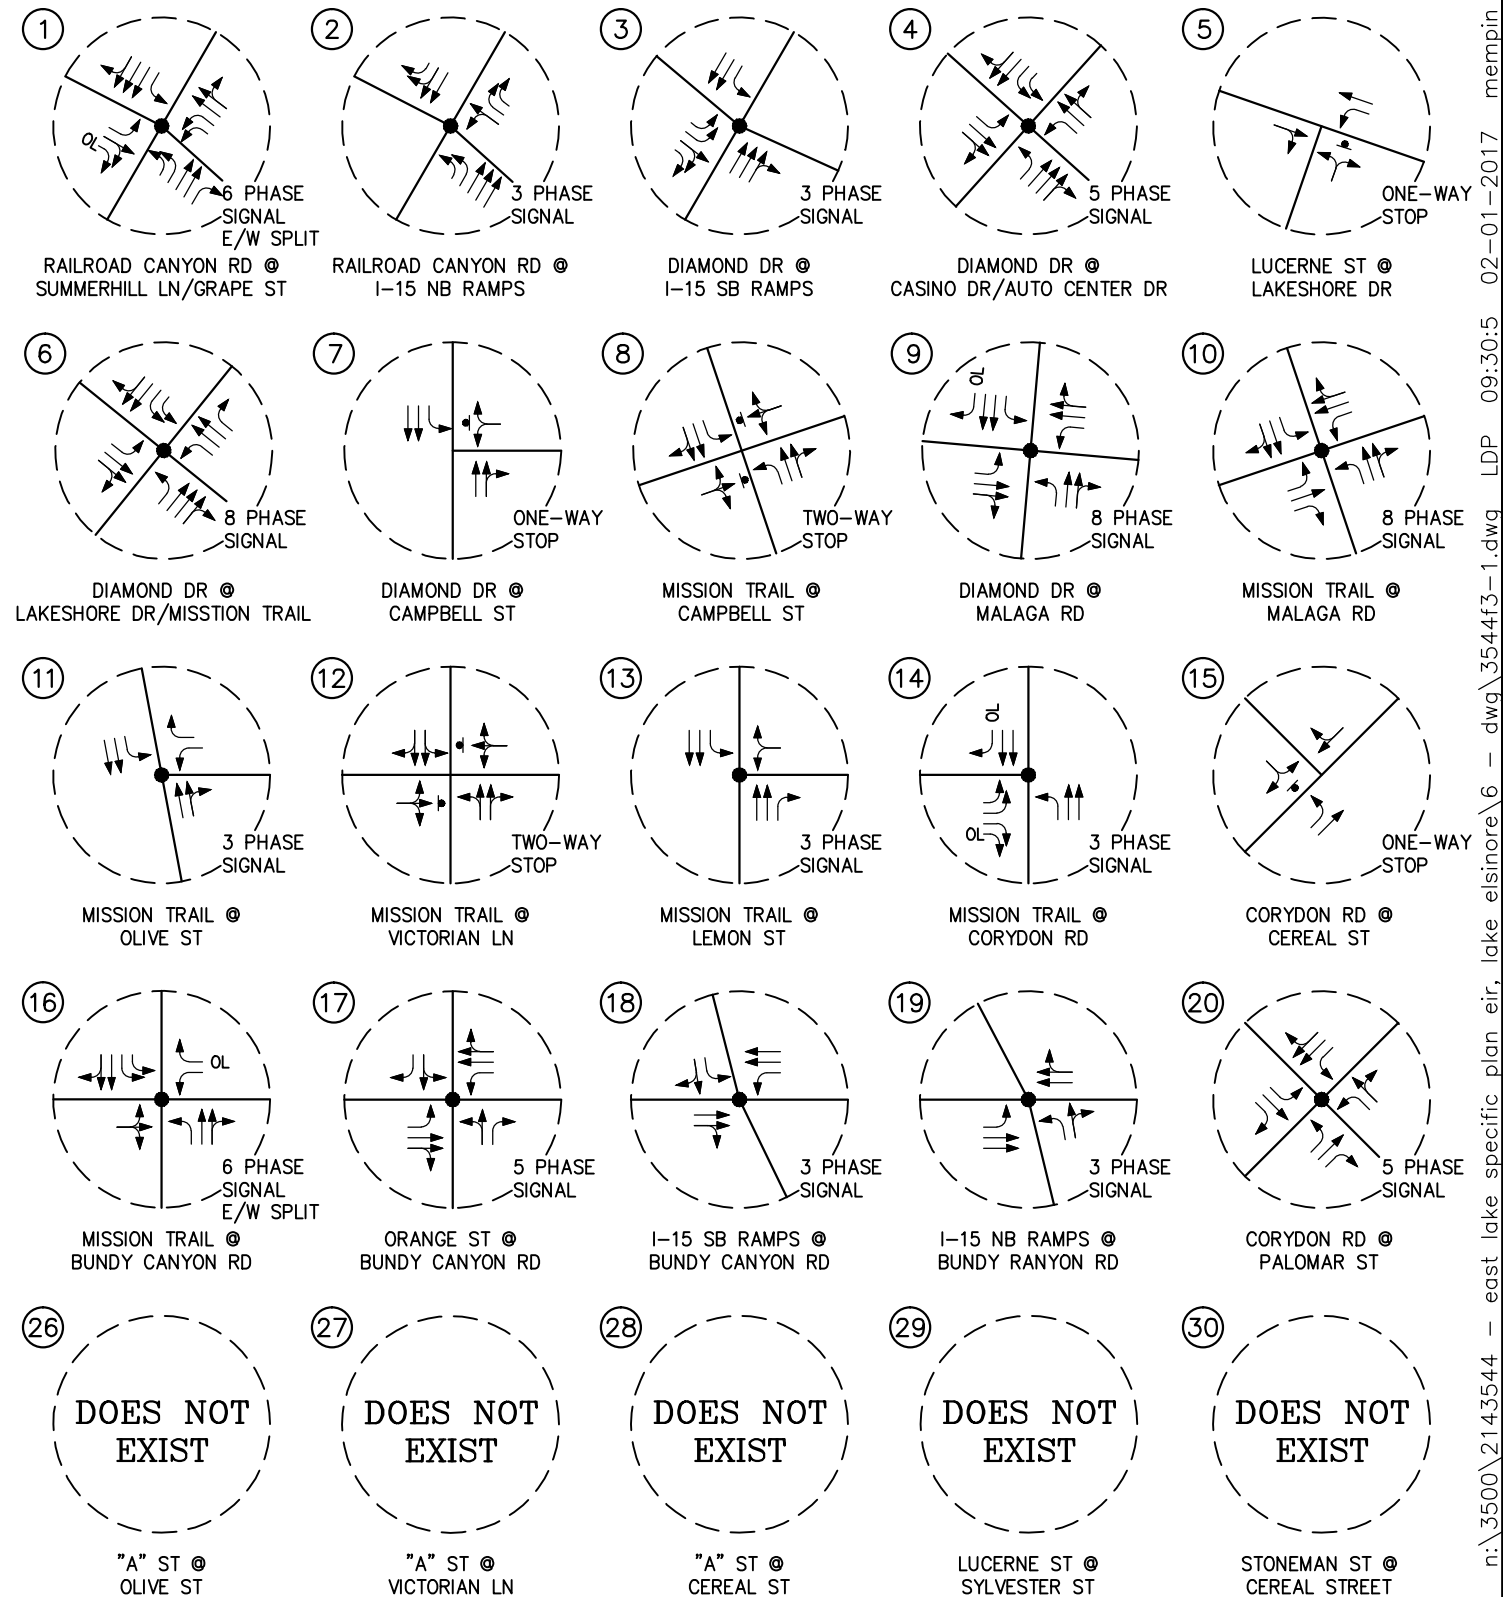 1
OL
6 PHASE
SIGNAL
E/W SPLIT
RAILROAD CANYON RD @
SUMMERHILL LN/GRAPE ST
2
3 PHASE
SIGNAL
RAILROAD CANYON RD @
I-15 NB RAMPS
3
3 PHASE
SIGNAL
DIAMOND DR @
I-15 SB RAMPS
4
5 PHASE
SIGNAL
DIAMOND DR @
CASINO DR/AUTO CENTER DR
5
ONE-WAY
STOP
LUCERNE ST @
LAKESHORE DR
6
8 PHASE
SIGNAL
DIAMOND DR @
LAKESHORE DR/MISSTION TRAIL
7
ONE-WAY
STOP
DIAMOND DR @
CAMPBELL ST
8
TWO-WAY
STOP
MISSION TRAIL @
CAMPBELL ST
9
OL
8 PHASE
SIGNAL
DIAMOND DR @
MALAGA RD
10
8 PHASE
SIGNAL
MISSION TRAIL @
MALAGA RD
11
3 PHASE
SIGNAL
MISSION TRAIL @
OLIVE ST
12
TWO-WAY
STOP
MISSION TRAIL @
VICTORIAN LN
13
3 PHASE
SIGNAL
MISSION TRAIL @
LEMON ST
14
OL
OL
3 PHASE
SIGNAL
MISSION TRAIL @
CORYDON RD
15
ONE-WAY
STOP
CORYDON RD @
CEREAL ST
16
OL
6 PHASE
SIGNAL
E/W SPLIT
MISSION TRAIL @
BUNDY CANYON RD
17
5 PHASE
SIGNAL
ORANGE ST @
BUNDY CANYON RD
18
3 PHASE
SIGNAL
I-15 SB RAMPS @
BUNDY CANYON RD
19
3 PHASE
SIGNAL
I-15 NB RAMPS @
BUNDY RANYON RD
20
5 PHASE
SIGNAL
CORYDON RD @
PALOMAR ST
26
DOES NOT
EXIST
"A" ST @
OLIVE ST
27
DOES NOT
EXIST
"A" ST @
VICTORIAN LN
28
DOES NOT
EXIST
"A" ST @
CEREAL ST
29
DOES NOT
EXIST
LUCERNE ST @
SYLVESTER ST
30
DOES NOT
EXIST
STONEMAN ST @
CEREAL STREET
n:\3500\2143544 - east lake specific plan eir, lake elsinore\6 - dwg\3544f3-1.dwg LDP 09:30:5 02-01-2017 mempin